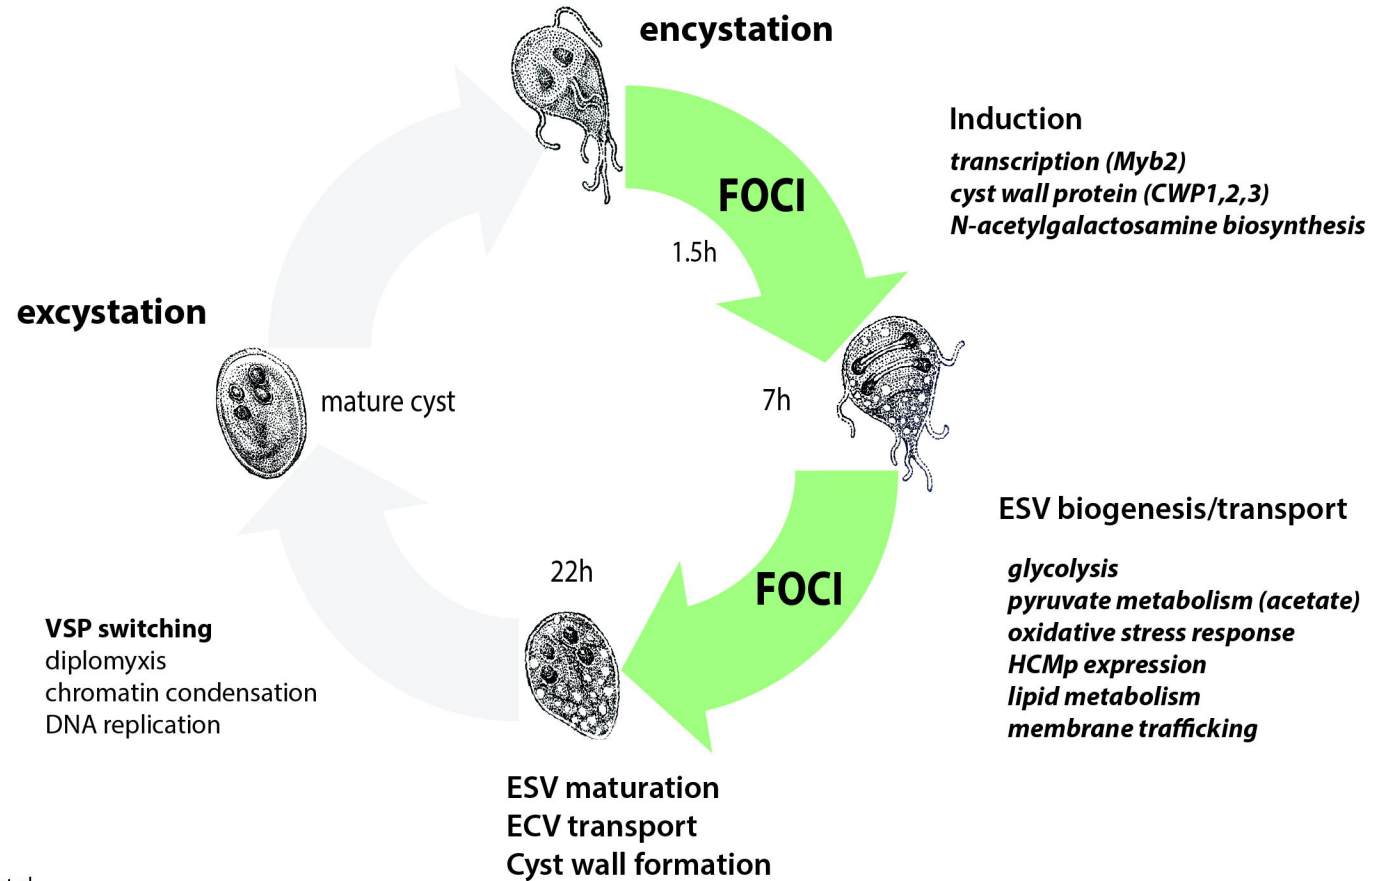 encystation
Induction
transcription (Myb2)
cyst wall protein (CWP1,2,3)
N-acetylgalactosamine biosynthesis
FOCI
1.5h
excystation
mature cyst
7h
ESV biogenesis/transport
glycolysis
pyruvate metabolism (acetate)
oxidative stress response
HCMp expression
lipid metabolism
membrane trafficking
FOCI
22h
VSP switching
diplomyxis
chromatin condensation
DNA replication
ESV maturation
ECV transport
Cyst wall formation